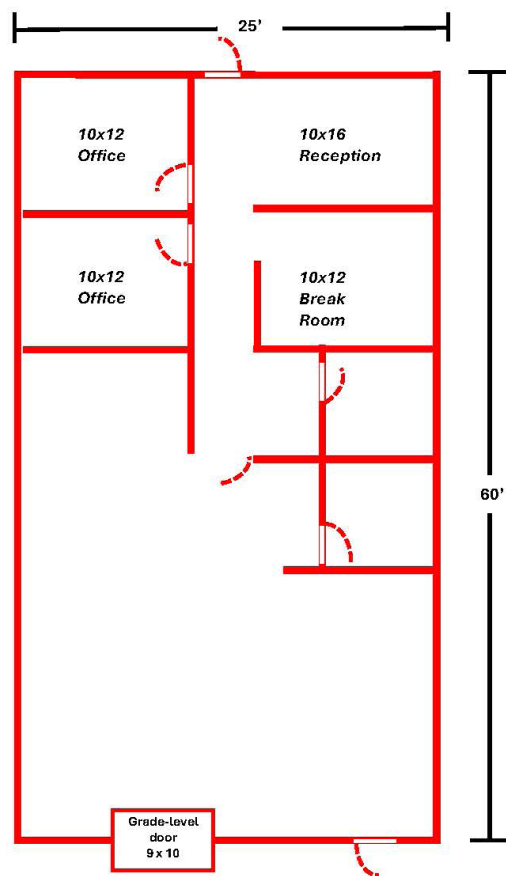 25’
10x12
Office
10x16
Reception
10x12
Office
10x12
Break
Room
60’
Grade-level
door
9 x 10